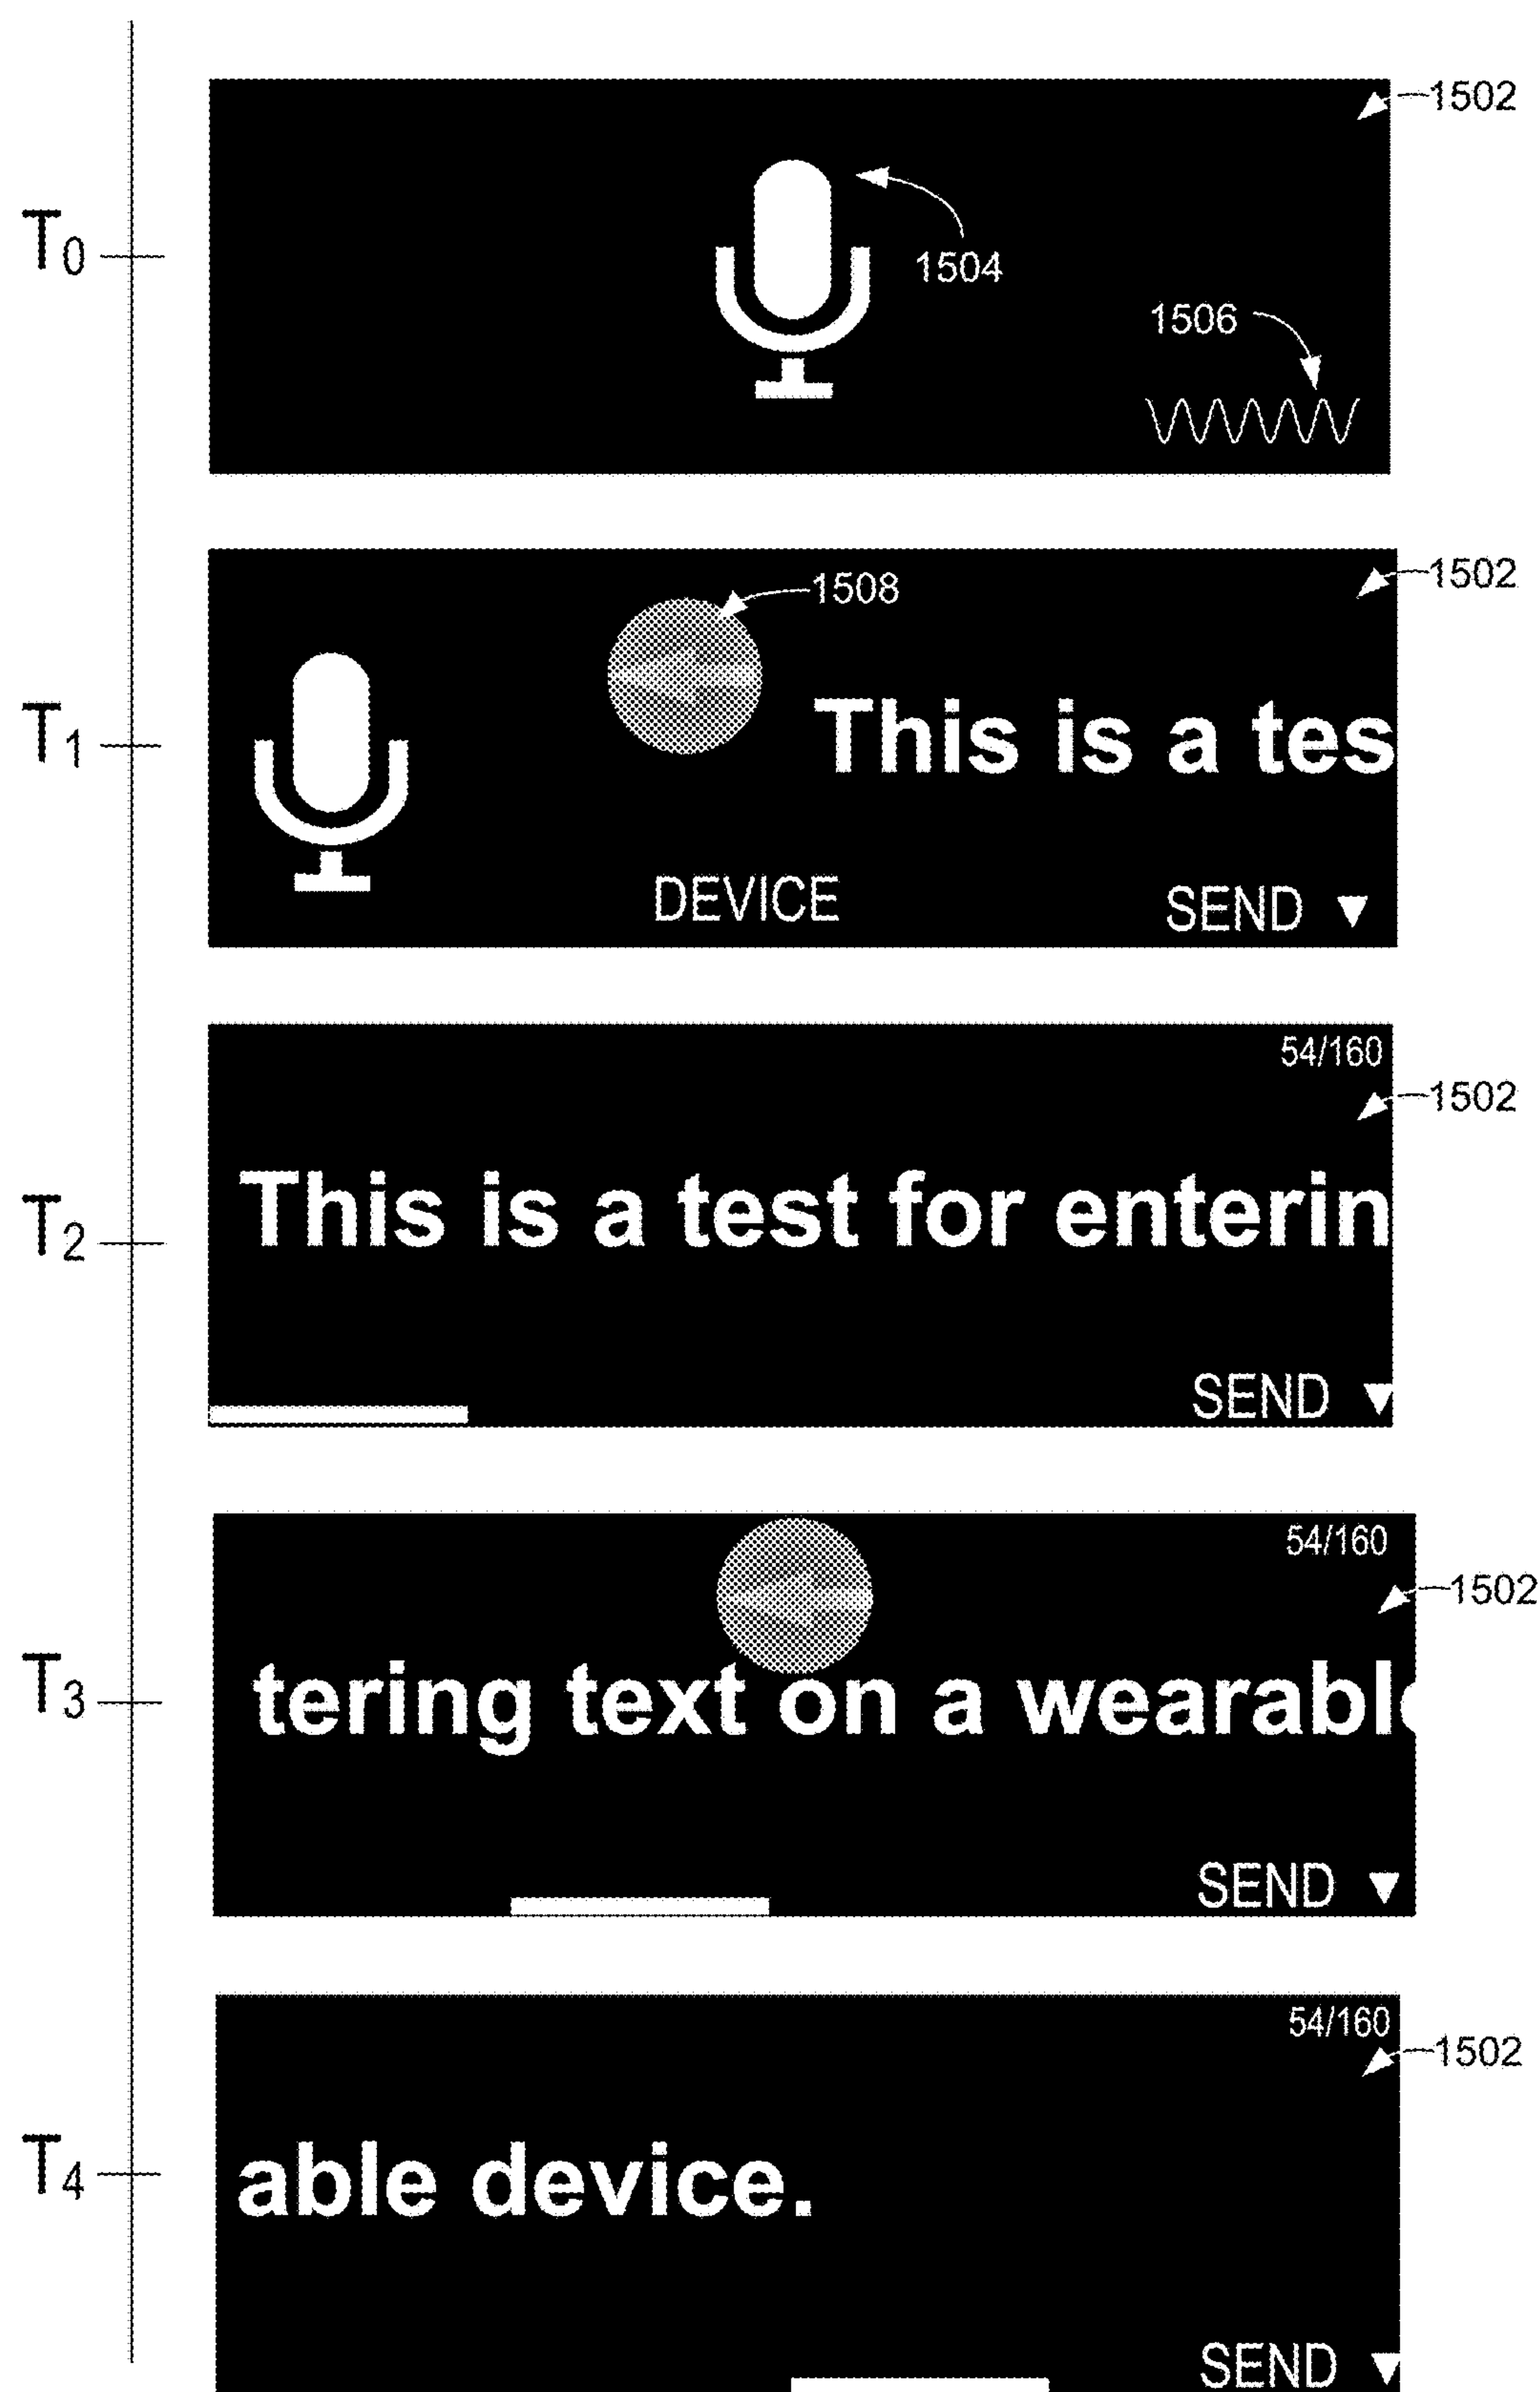 1502
T0
1504
1506
1502
1508
T1
This is a tes
DEVICE
SEND ▼
54/160
1502
T2
This is a test for enterin
SEND ▼
54/160
1502
T3
tering text on a wearable
SEND ▼
54/160
1502
T4
able device.
SEND ▼